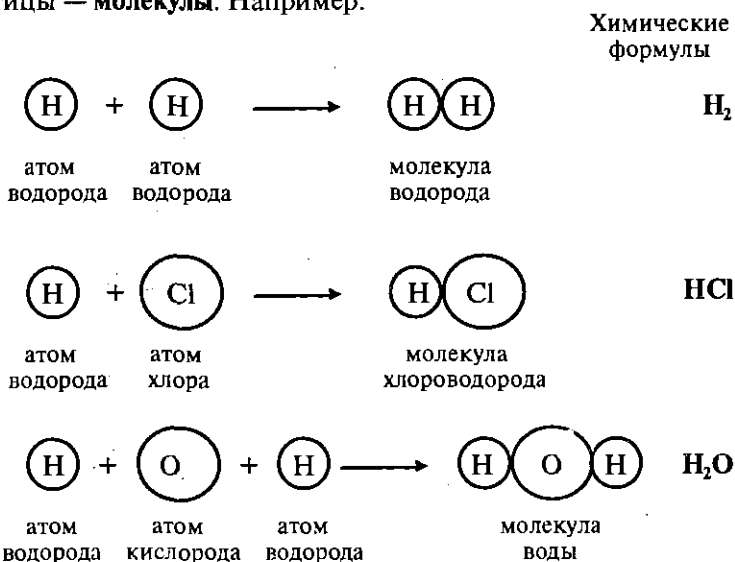 — молекулы. Например:
Химические
формулы
H + H → H H H₂
атом атом молекула
водорода водорода водорода
H + Cl → H Cl HCl
атом атом молекула
водорода хлора хлороводорода
H + O + H → H O H H₂O
атом атом атом молекула
водорода кислорода водорода воды